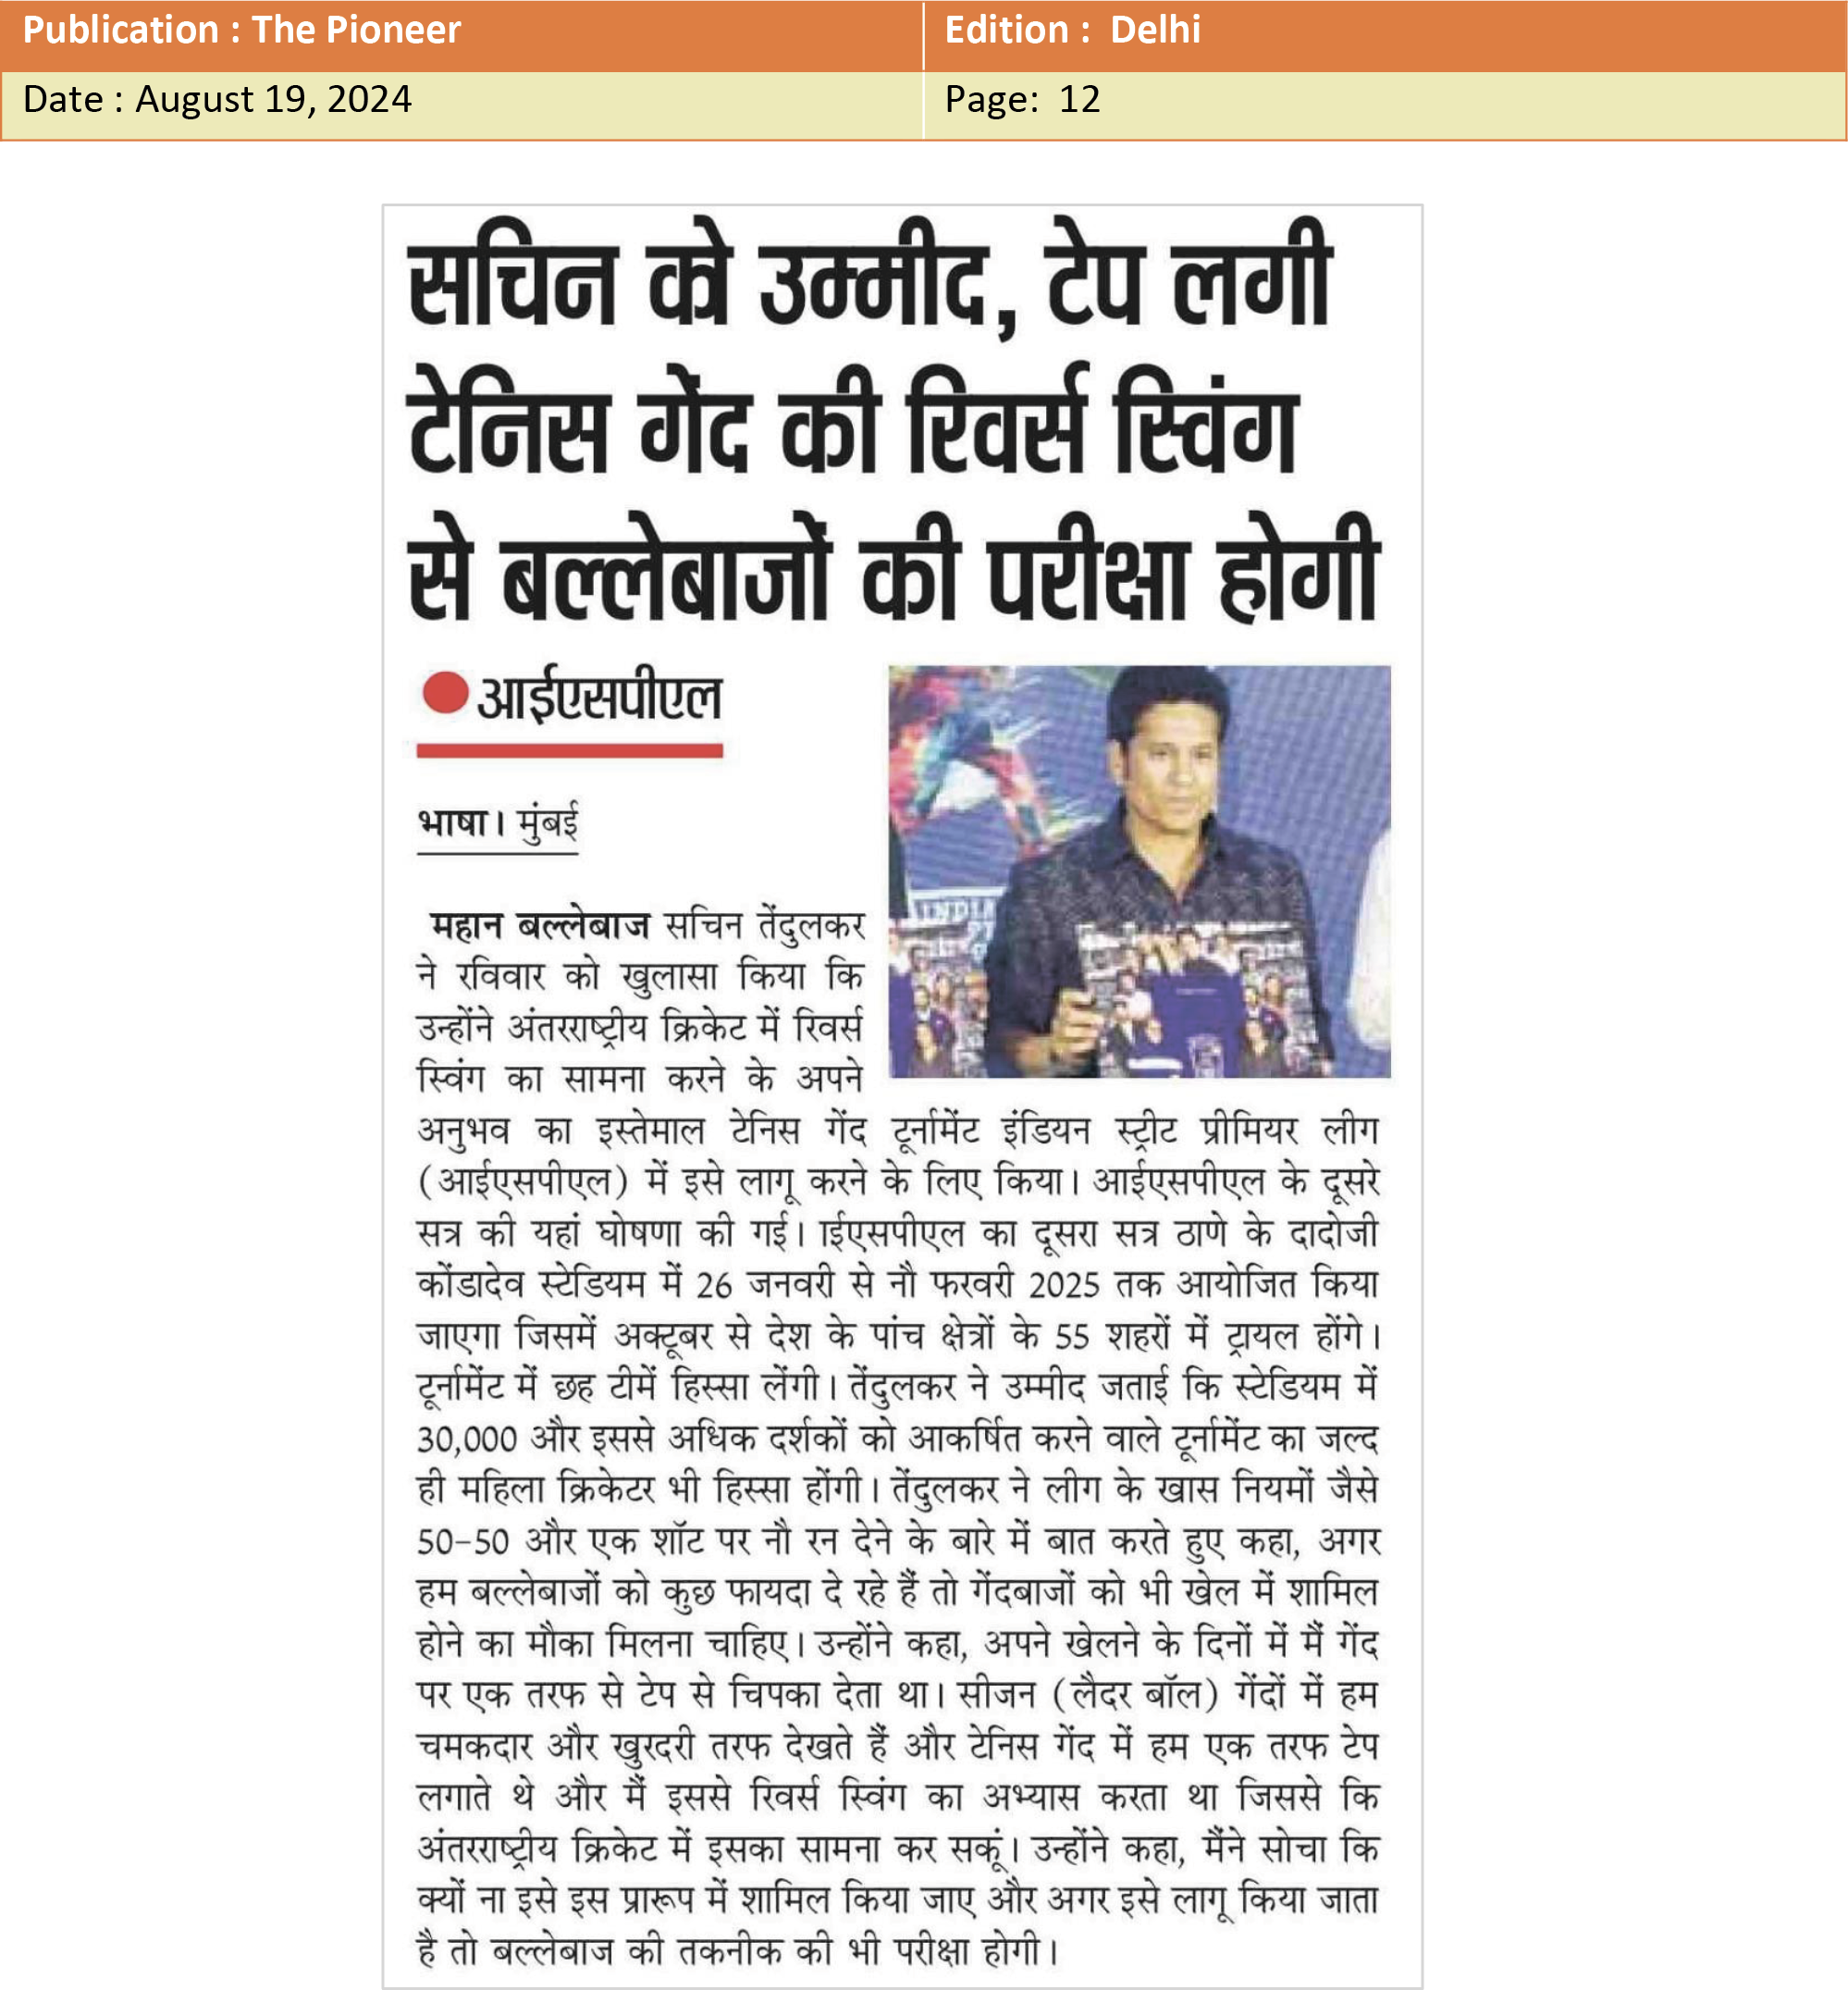 Publication : The Pioneer
Edition :  Delhi
Date : August 19, 2024
Page:  12
सचिन को उम्मीद, टेप लगी
टेनिस गेंद की रिवर्स स्विंग
से बल्लेबाजों की परीक्षा होगी
आईएसपीएल
भाषा। मुंबई
महान बल्लेबाज सचिन तेंदुलकर
ने रविवार को खुलासा किया कि
उन्होंने अंतरराष्ट्रीय क्रिकेट में रिवर्स
स्विंग का सामना करने के अपने
अनुभव का इस्तेमाल टेनिस गेंद टूर्नामेंट इंडियन स्ट्रीट प्रीमियर लीग
(आईएसपीएल) में इसे लागू करने के लिए किया। आईएसपीएल के दूसरे
सत्र की यहां घोषणा की गई। ाईएसपीएल का दूसरा सत्र ठाणे के दादोजी
कोंडादेव स्टेडियम में 26 जनवरी से नौ फरवरी 2025 तक आयोजित किया
जाएगा जिसमें अक्टूबर से देश के पांच क्षेत्रों के 55 शहरों में ट्रायल होंगे।
टूर्नामेंट में छह टीमें हिस्सा लेंगी। तेंदुलकर ने उम्मीद जताई कि स्टेडियम में
30,000 और इससे अधिक दर्शकों को आकर्षित करने वाले टूर्नामेंट का जल्द
ही महिला क्रिकेटर भी हिस्सा होंगी। तेंदुलकर ने लीग के खास नियमों जैसे
50-50 और एक शॉट पर नौ रन देने के बारे में बात करते हुए कहा, अगर
हम बल्लेबाजों को कुछ फायदा दे रहे हैं तो गेंदबाजों को भी खेल में शामिल
होने का मौका मिलना चाहिए। उन्होंने कहा, अपने खेलने के दिनों में मैं गेंद
पर एक तरफ से टेप से चिपका देता था। सीजन (लैदर बॉल) गेंदों में हम
चमकदार और खुरदरी तरफ देखते हैं और टेनिस गेंद में हम एक तरफ टेप
लगाते थे और मैं इससे रिवर्स स्विंग का अभ्यास करता था जिससे कि
अंतरराष्ट्रीय क्रिकेट में इसका सामना कर सकूं। उन्होंने कहा, मैंने सोचा कि
क्यों ना इसे इस प्रारूप में शामिल किया जाए और अगर इसे लागू किया जाता
है तो बल्लेबाज की तकनीक की भी परीक्षा होगी।